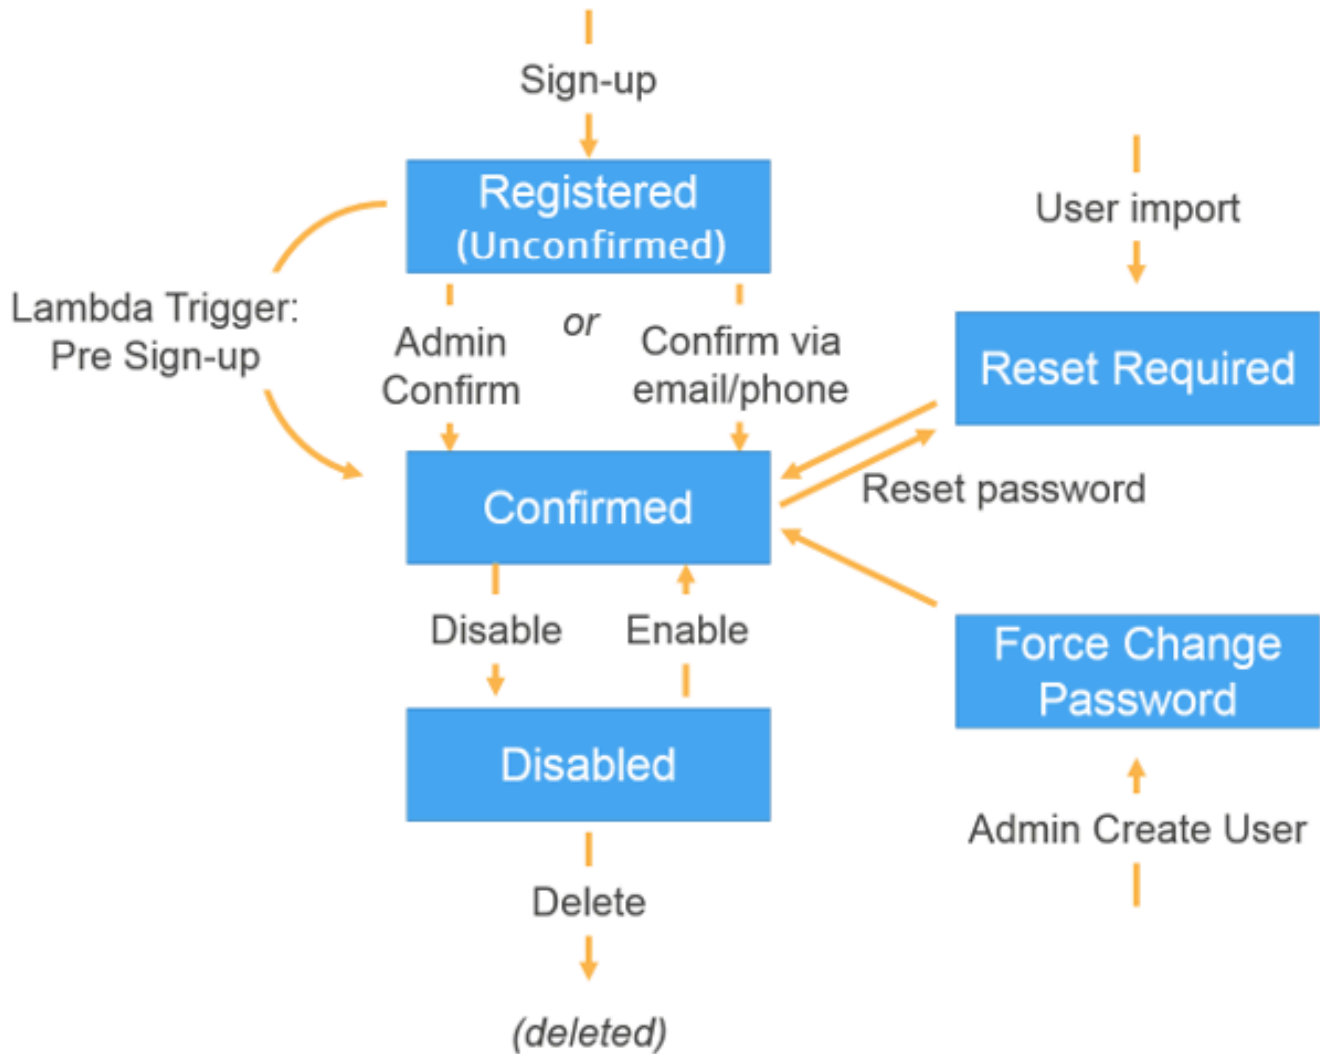 Sign-up
Registered
(Unconfirmed)
User import
Lambda Trigger:
Pre Sign-up
Admin
Confirm
or
Confirm via
email/phone
Reset Required
Confirmed
Reset password
Disable
Enable
Force Change
Password
Disabled
Admin Create User
Delete
(deleted)